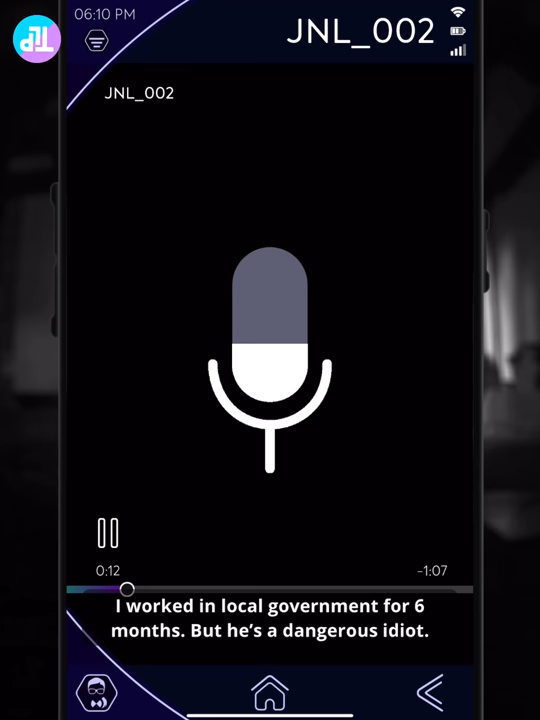 06:10 PM
JNL_002
JNL_002
0:12
-1:07
I worked in local government for 6
months. But he's a dangerous idiot.